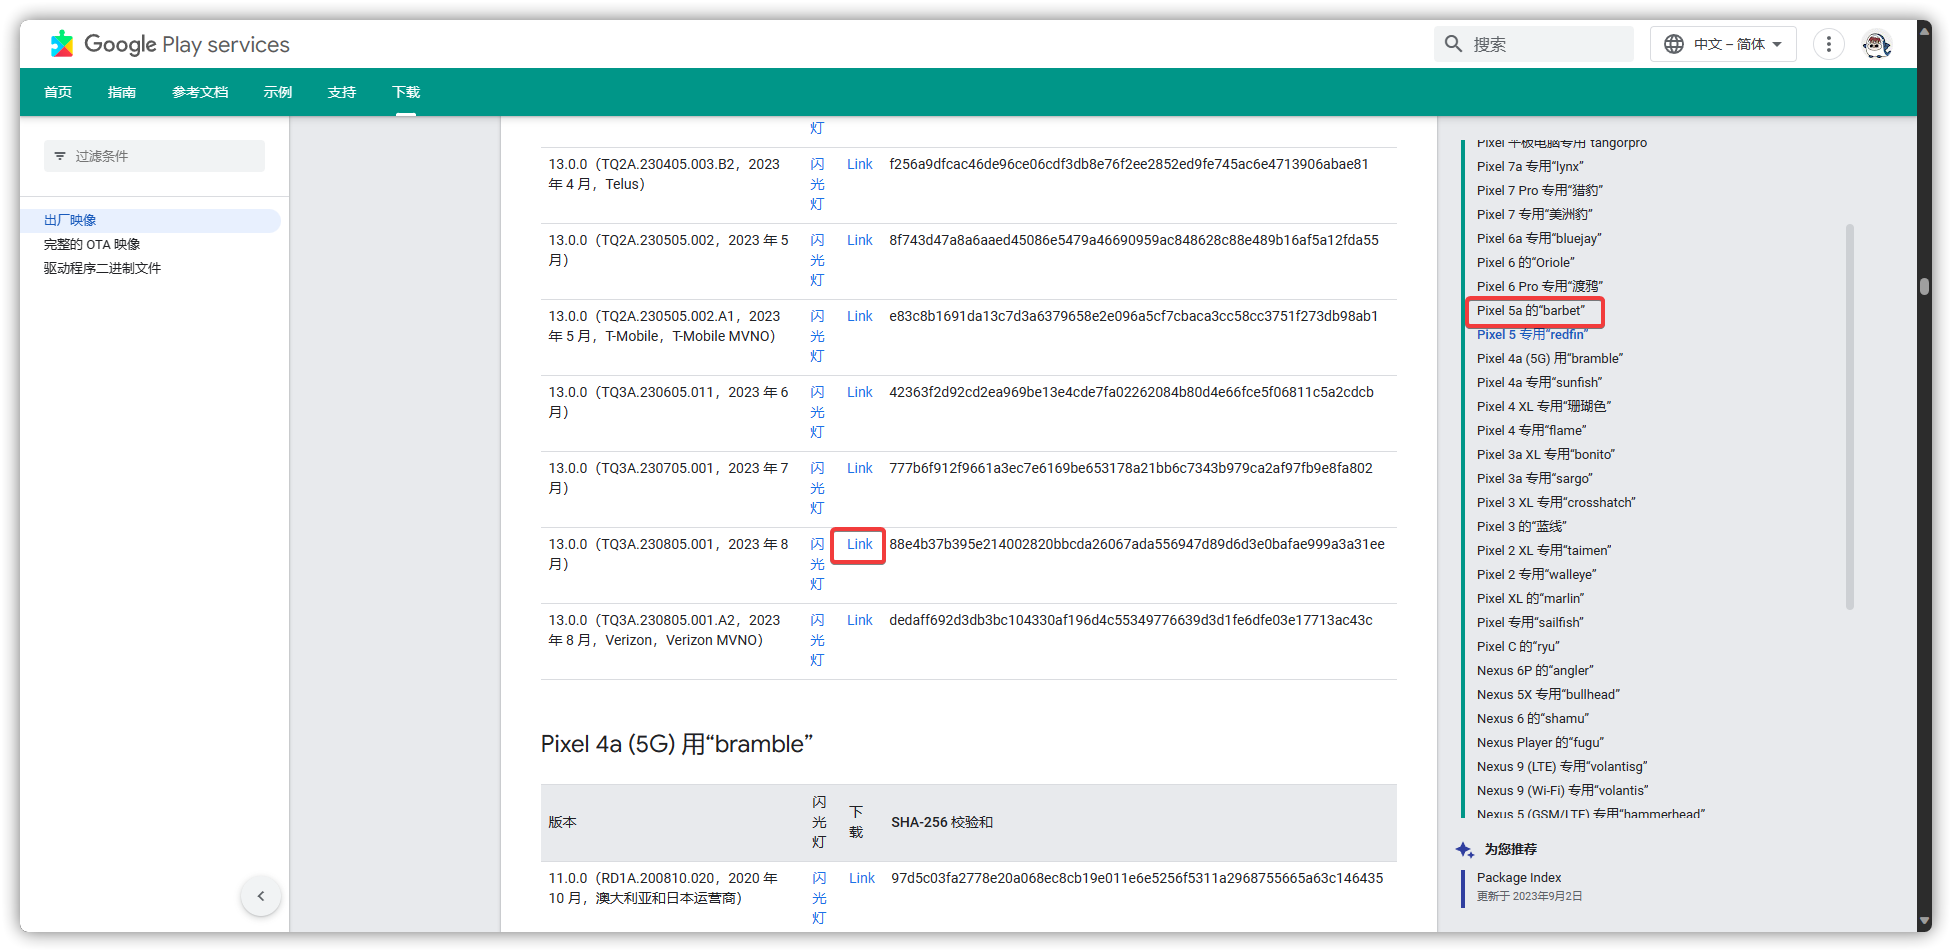 Google Play services
搜索
中文 – 简体
首页
指南
参考文档
示例
支持
下载
过滤条件
出厂映像
完整的 OTA 映像
驱动程序二进制文件
灯
13.0.0（TQ2A.230405.003.B2，2023 年 4 月，Telus）
闪光灯
Link
f256a9dfcac46de96ce06cdf3db8e76f2ee2852ed9fe745ac6e4713906abae81
13.0.0（TQ2A.230505.002，2023 年 5 月）
闪光灯
Link
8f743d47a8a6aaed45086e5479a46690959ac848628c88e489b16af5a12fda55
13.0.0（TQ2A.230505.002.A1，2023 年 5 月，T-Mobile，T-Mobile MVNO）
闪光灯
Link
e83c8b1691da13c7d3a6379658e2e096a5cf7cbaca3cc58cc3751f273db98ab1
13.0.0（TQ3A.230605.011，2023 年 6 月）
闪光灯
Link
42363f2d92cd2ea969be13e4cde7fa02262084b80d4e66fce5f06811c5a2cdcb
13.0.0（TQ3A.230705.001，2023 年 7 月）
闪光灯
Link
777b6f912f9661a3ec7e6169be653178a21bb6c7343b979ca2af97fb9e8fa802
13.0.0（TQ3A.230805.001，2023 年 8 月）
闪光灯
Link
88e4b37b395e214002820bbcda26067ada556947d89d6d3e0bafae999a3a31ee
13.0.0（TQ3A.230805.001.A2，2023 年 8 月，Verizon，Verizon MVNO）
闪光灯
Link
dedaff692d3db3bc104330af196d4c55349776639d3d1fe6dfe03e17713ac43c
Pixel 4a (5G) 用“bramble”
版本
闪光灯
下载
SHA-256 校验和
11.0.0（RD1A.200810.020，2020 年 10 月，澳大利亚和日本运营商）
闪光灯
Link
97d5c03fa2778e20a068ec8cb19e011e6e5256f5311a2968755665a63c146435
Pixel 平板电脑专用“tangorpro
Pixel 7a 专用“lynx”
Pixel 7 Pro 专用“猎豹”
Pixel 7 专用“美洲豹”
Pixel 6a 专用“bluejay”
Pixel 6 的“Oriole”
Pixel 6 Pro 专用“渡鸦”
Pixel 5a 的“barbet”
Pixel 5 专用“redfin”
Pixel 4a (5G) 用“bramble”
Pixel 4a 专用“sunfish”
Pixel 4 XL 专用“珊瑚色”
Pixel 4 专用“flame”
Pixel 3a XL 专用“bonito”
Pixel 3a 专用“sargo”
Pixel 3 XL 专用“crosshatch”
Pixel 3 的“蓝线”
Pixel 2 XL 专用“taimen”
Pixel 2 专用“walleye”
Pixel XL 的“marlin”
Pixel 专用“sailfish”
Pixel C 的“ryu”
Nexus 6P 的“angler”
Nexus 5X 专用“bullhead”
Nexus 6 的“shamu”
Nexus Player 的“fugu”
Nexus 9 (LTE) 专用“volantisg”
Nexus 9 (Wi-Fi) 专用“volantis”
Nexus 5 (GSM/LTE) 专用“hammerhead”
为您推荐
Package Index
更新于 2023年9月2日